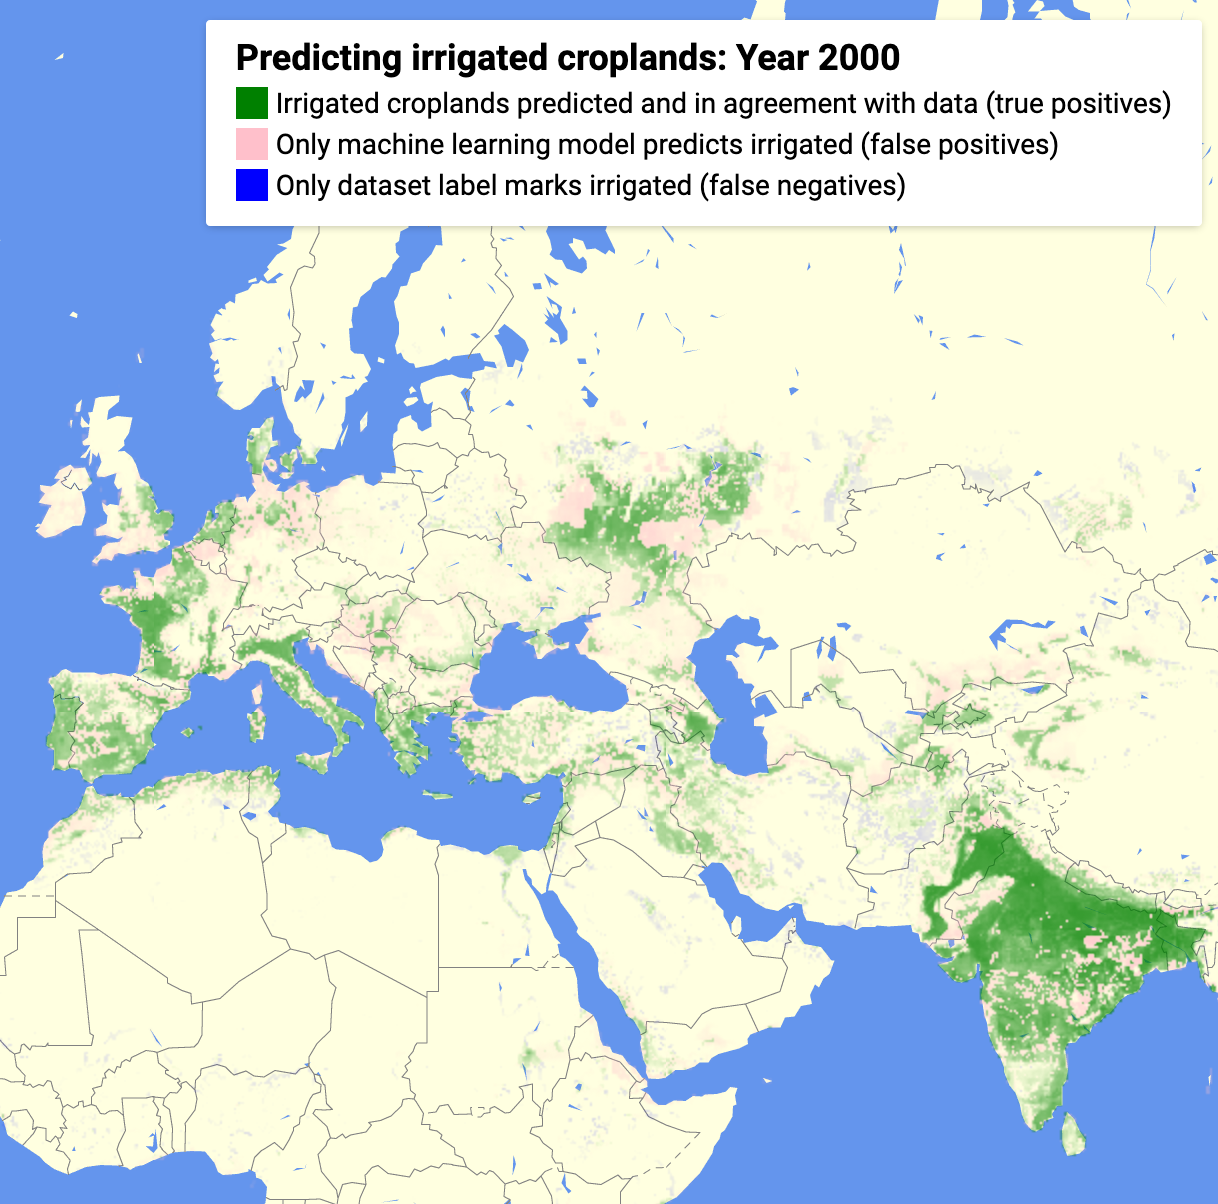 Predicting irrigated croplands: Year 2000
Irrigated croplands predicted and in agreement with data (true positives)
Only machine learning model predicts irrigated (false positives)
Only dataset label marks irrigated (false negatives)